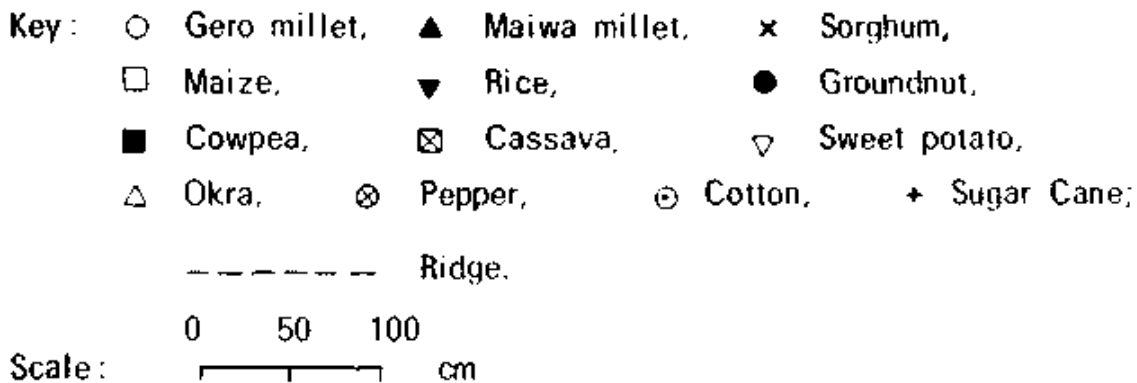 Key: Gero millet, Maiwa millet, Sorghum,
Maize, Rice, Groundnut,
Cowpea, Cassava, Sweet potato,
Okra, Pepper, Cotton, Sugar Cane;
Ridge.
0 50 100
Scale: cm